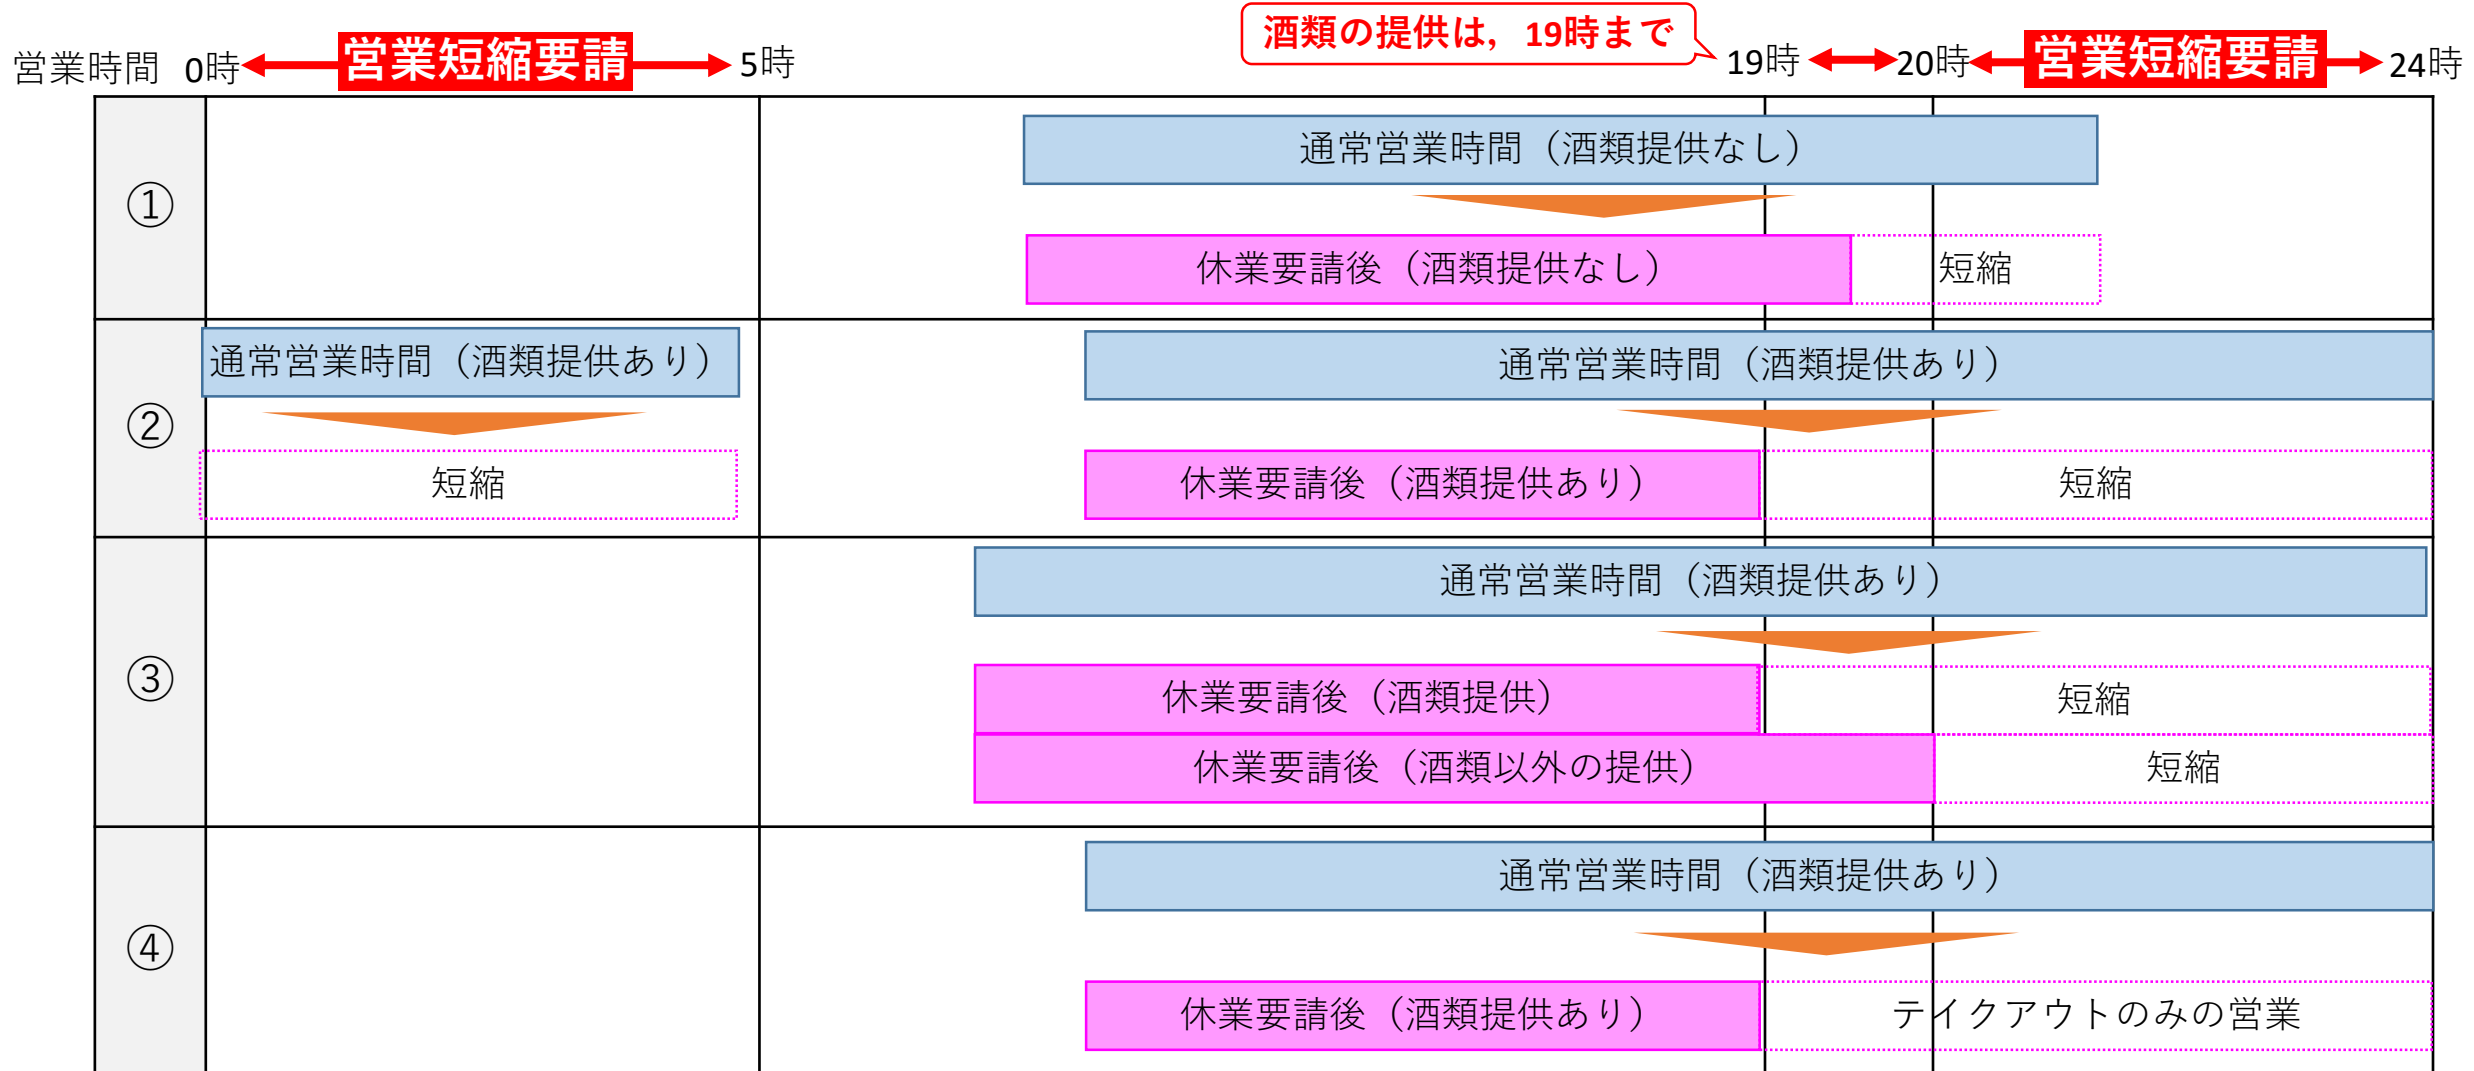 酒類の提供は，19時まで
営業時間 0時 営業短縮要請 5時 19時 20時 営業短縮要請 24時
①
通常営業時間（酒類提供なし）
休業要請後（酒類提供なし） 短縮
②
通常営業時間（酒類提供あり） 通常営業時間（酒類提供あり）
短縮 休業要請後（酒類提供あり） 短縮
③
通常営業時間（酒類提供あり）
休業要請後（酒類提供） 短縮
休業要請後（酒類以外の提供） 短縮
④
通常営業時間（酒類提供あり）
休業要請後（酒類提供あり） テイクアウトのみの営業